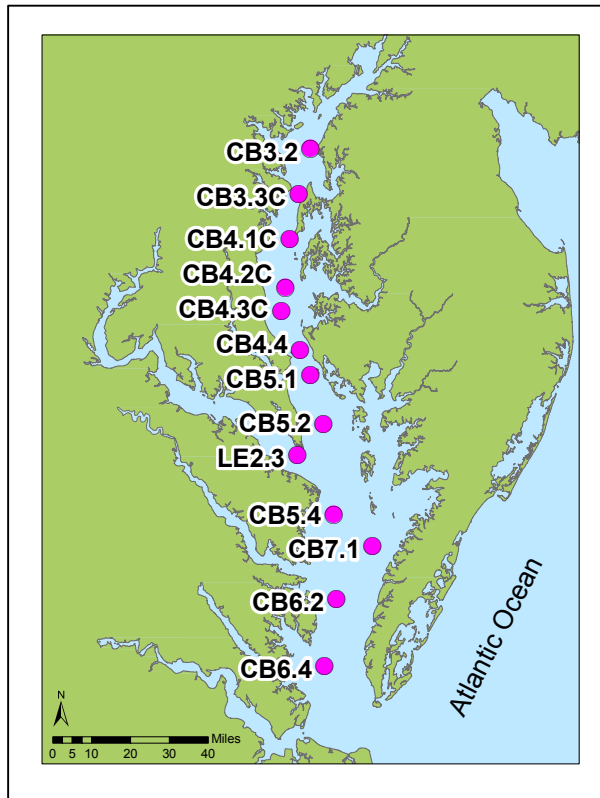 CB3.2
CB3.3C
CB4.1C
CB4.2C
CB4.3C
CB4.4
CB5.1
CB5.2
LE2.3
CB5.4
CB7.1
CB6.2
CB6.4
Atlantic Ocean
N
Miles
0 5 10 20 30 40